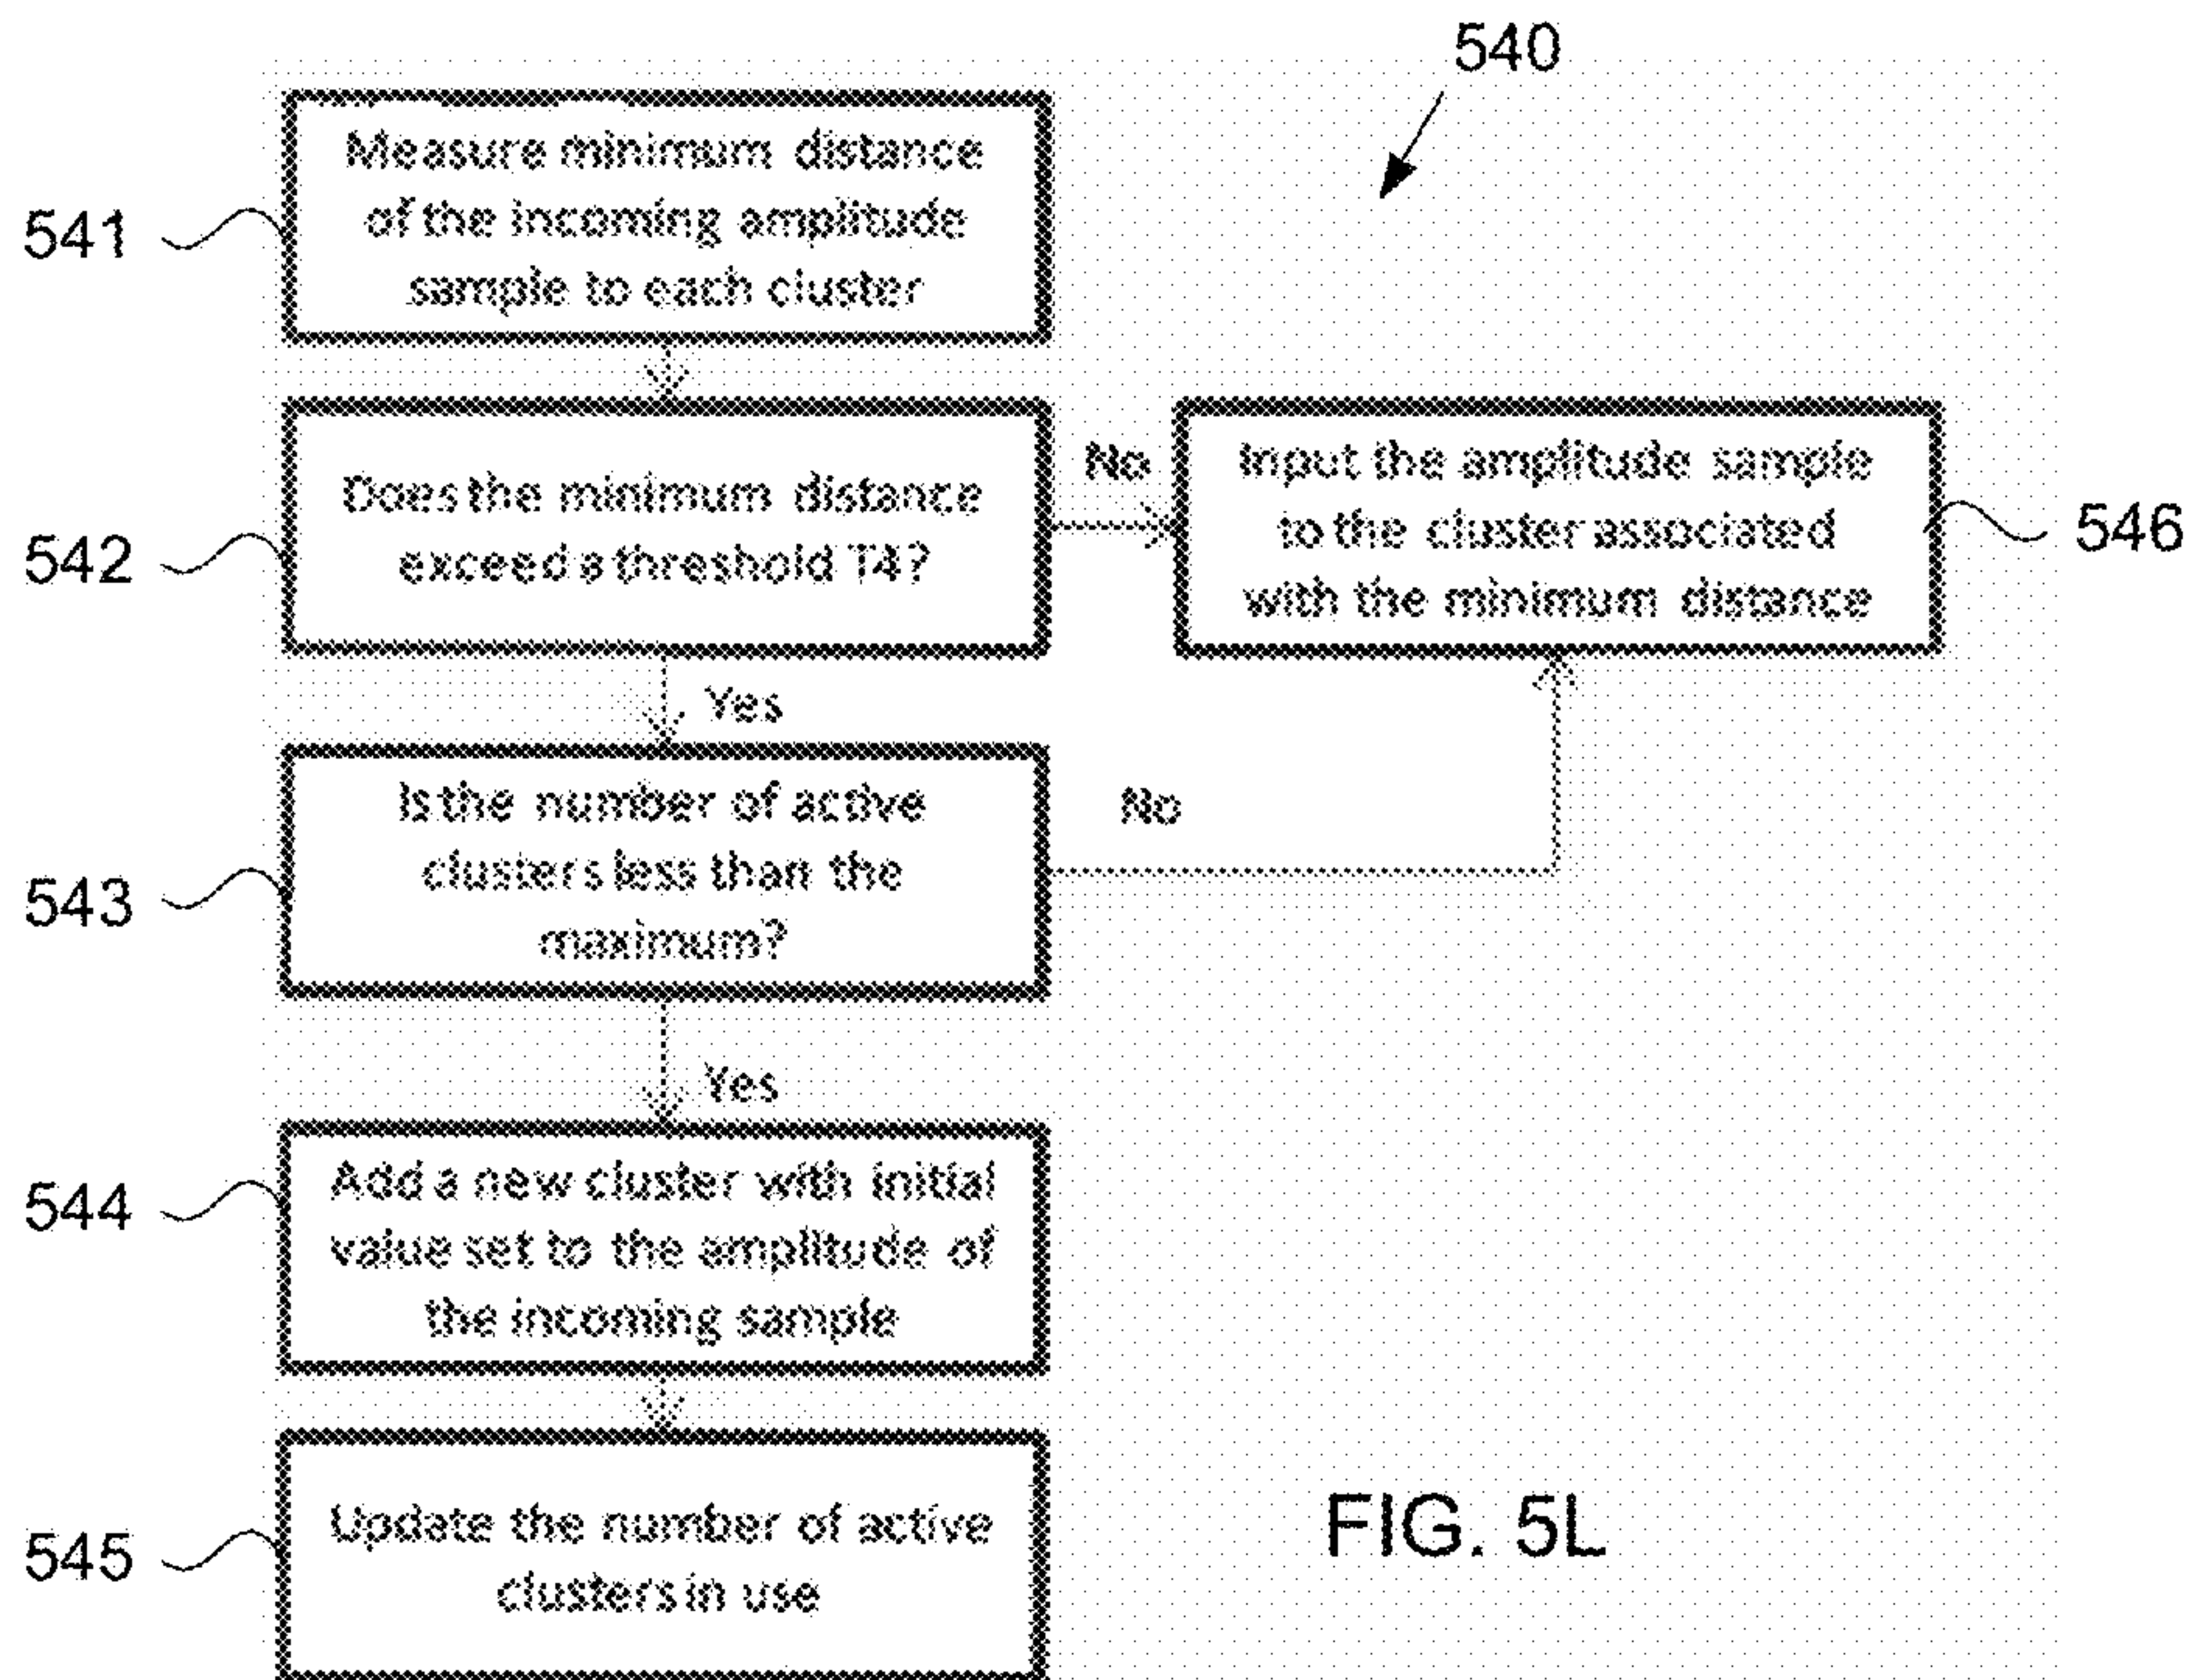 540
541
Measure minimum distance
of the incoming amplitude
sample to each cluster
542
Does the minimum distance
exceed a threshold T4?
No
Input the amplitude sample
to the cluster associated
with the minimum distance
546
Yes
543
Is the number of active
clusters less than the
maximum?
No
Yes
544
Add a new cluster with initial
value set to the amplitude of
the incoming sample
545
Update the number of active
clusters in use
FIG. 5L